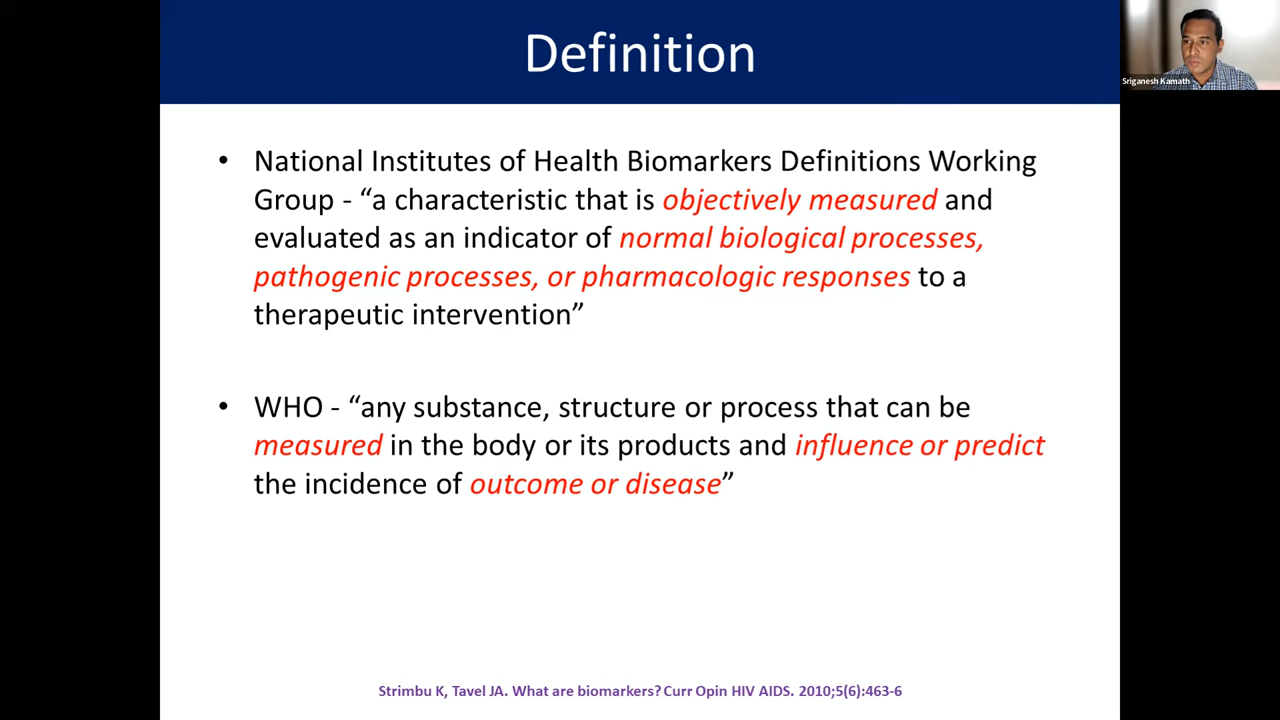 Definition
Sriganesh Kamath
• National Institutes of Health Biomarkers Definitions Working
Group - “a characteristic that is objectively measured and
evaluated as an indicator of normal biological processes,
pathogenic processes, or pharmacologic responses to a
therapeutic intervention”
• WHO - “any substance, structure or process that can be
measured in the body or its products and influence or predict
the incidence of outcome or disease”
Strimbu K, Tavel JA. What are biomarkers? Curr Opin HIV AIDS. 2010;5(6):463-6